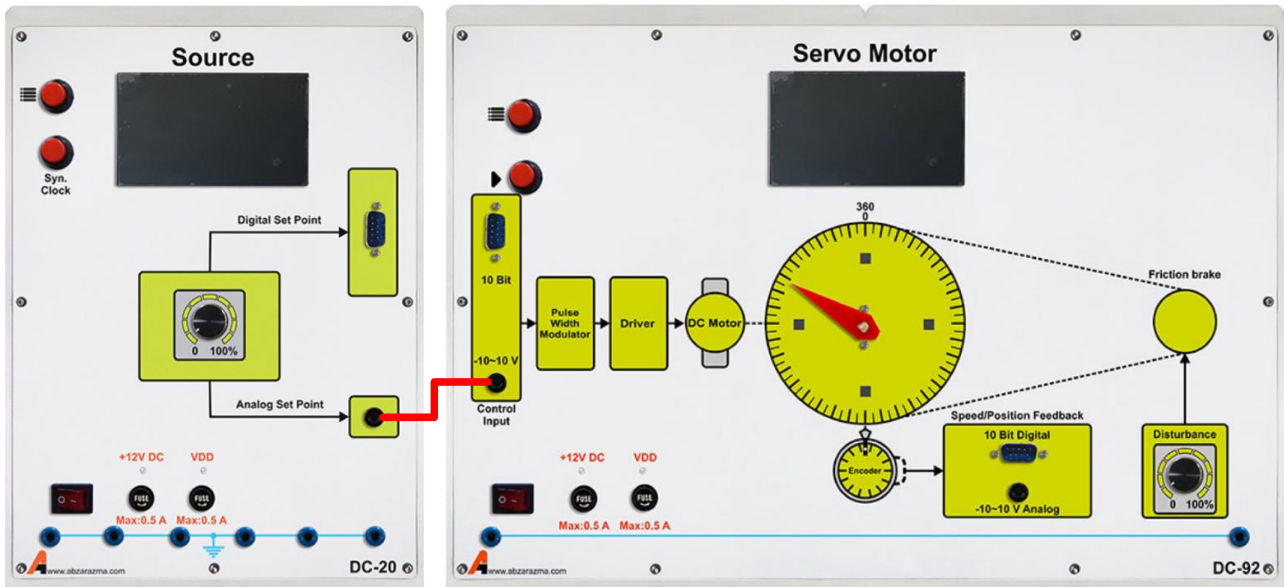 Source
Syn.
Clock
Digital Set Point
0 100%
Analog Set Point
+12V DC
VDD
FUSE
FUSE
Max:0.5 A
Max:0.5 A
www.abzarazma.com
DC-20
Servo Motor
10 Bit
-10~10 V
Control
Input
Pulse
Width
Modulator
Driver
DC Motor
360
0
Friction brake
Speed/Position Feedback
Encoder
10 Bit Digital
-10~10 V Analog
Disturbance
0 100%
+12V DC
VDD
FUSE
FUSE
Max:0.5 A
Max:0.5 A
www.abzarazma.com
DC-92